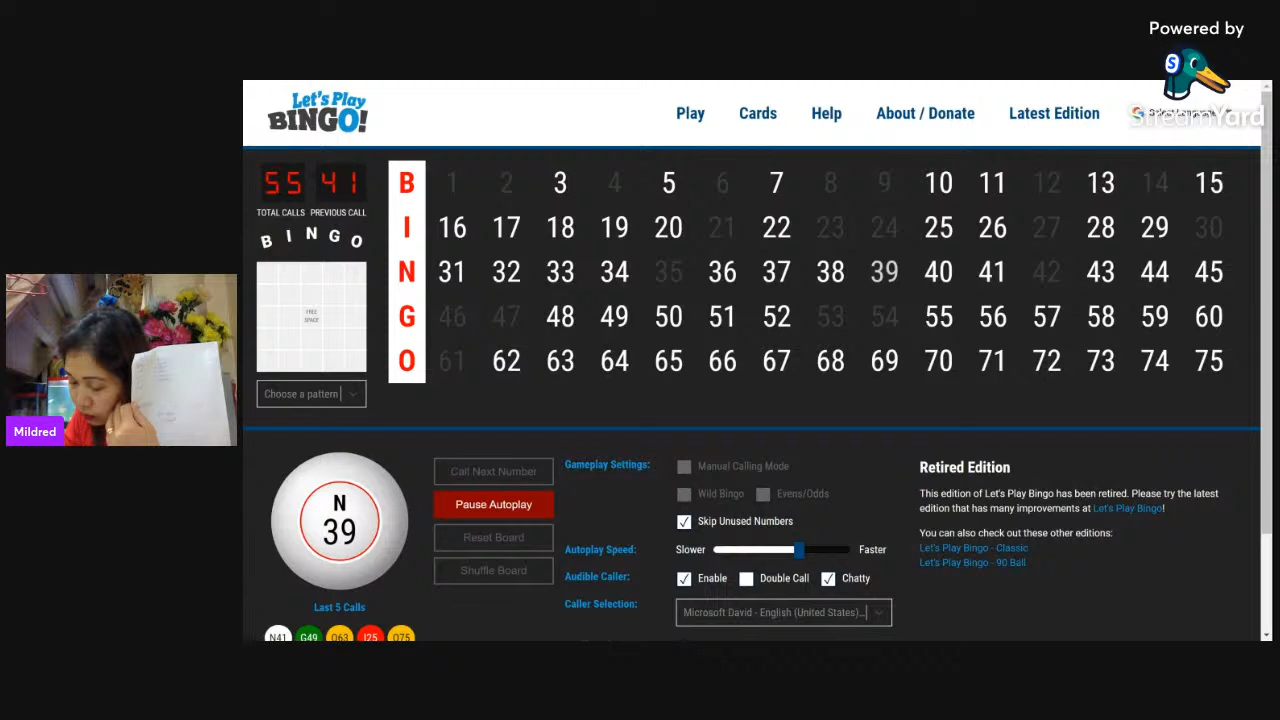 Powered by
StreamYard
Let's Play
BINGO!
Play Cards Help About / Donate Latest Edition Select Language
55 41
TOTAL CALLS PREVIOUS CALL
B I N G O
FREE
SPACE
Choose a pattern
B 1 2 3 4 5 6 7 8 9 10 11 12 13 14 15
I 16 17 18 19 20 21 22 23 24 25 26 27 28 29 30
N 31 32 33 34 35 36 37 38 39 40 41 42 43 44 45
G 46 47 48 49 50 51 52 53 54 55 56 57 58 59 60
O 61 62 63 64 65 66 67 68 69 70 71 72 73 74 75
Mildred
N
39
Last 5 Calls
N41 G49 O63 I25 O75
Call Next Number
Pause Autoplay
Reset Board
Shuffle Board
Gameplay Settings:
Manual Calling Mode
Wild Bingo Evens/Odds
Skip Unused Numbers
Autoplay Speed: Slower Faster
Audible Caller: Enable Double Call Chatty
Caller Selection: Microsoft David - English (United States)...
Retired Edition
This edition of Let's Play Bingo has been retired. Please try the latest
edition that has many improvements at Let's Play Bingo!
You can also check out these other editions:
Let's Play Bingo - Classic
Let's Play Bingo - 90 Ball